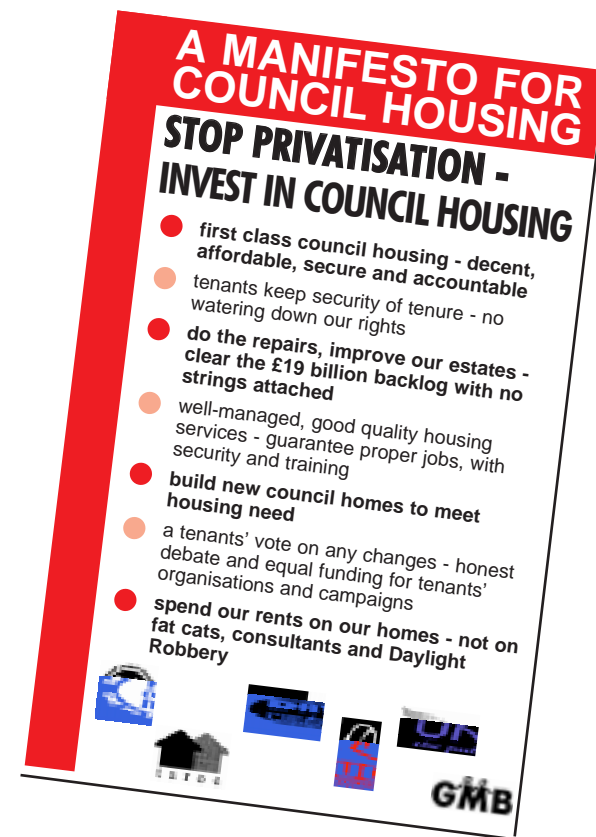 A MANIFESTO FOR
COUNCIL HOUSING
STOP PRIVATISATION -
INVEST IN COUNCIL HOUSING
first class council housing - decent,
affordable, secure and accountable
tenants keep security of tenure - no
watering down our rights
do the repairs, improve our estates -
clear the £19 billion backlog with no
strings attached
well-managed, good quality housing
services - guarantee proper jobs, with
security and training
build new council homes to meet
housing need
a tenants' vote on any changes - honest
debate and equal funding for tenants'
organisations and campaigns
spend our rents on our homes - not on
fat cats, consultants and Daylight
Robbery
GMB